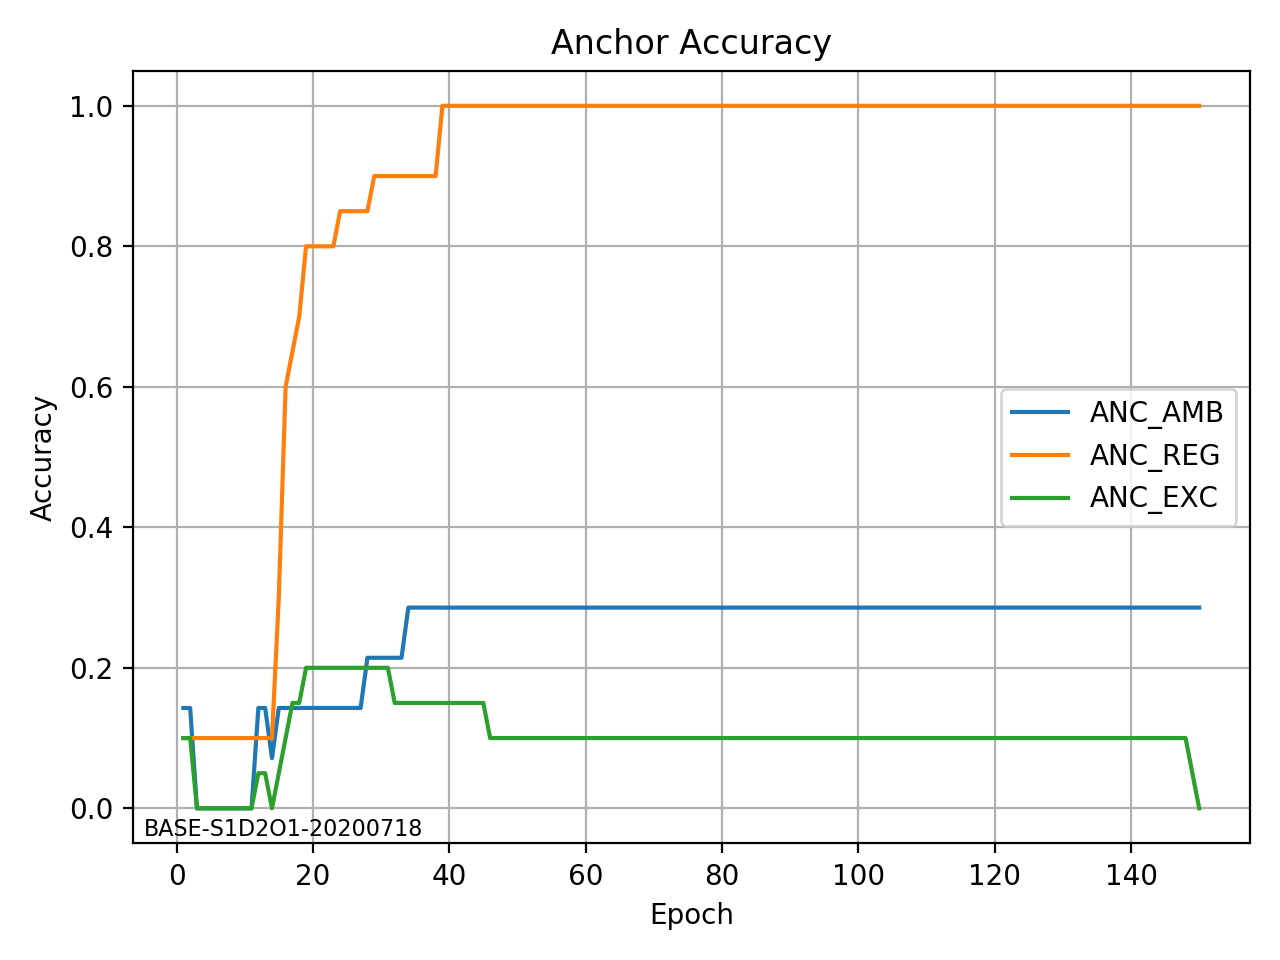 Anchor Accuracy
1.0
0.8
0.6
0.4
0.2
0.0
Accuracy
ANC_AMB
ANC_REG
ANC_EXC
BASE-S1D2O1-20200718
0 20 40 60 80 100 120 140
Epoch